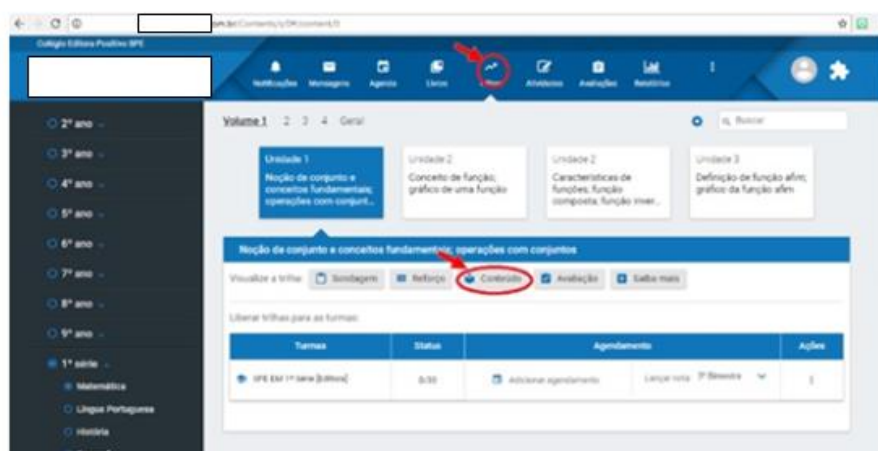 Colégio Editora Positivo SPE
Notificações Mensagens Agenda Livros Trilhas Atividades Avaliações Relatórios
2º ano
3º ano
4º ano
5º ano
6º ano
7º ano
8º ano
9º ano
1ª série
Matemática
Língua Portuguesa
História
Volume 1 2 3 4 Geral
Buscar
Unidade 1
Noção de conjunto e
conceitos fundamentais;
operações com conjunt...
Unidade 2
Conceito de função;
gráfico de uma função
Unidade 2
Características de
funções; função
composta; função inver...
Unidade 3
Definição de função afim;
gráfico da função afim
Noção de conjunto e conceitos fundamentais; operações com conjuntos
Visualize a trilha: Sondagem Reforço Conteúdo Avaliação Saiba mais
Liberar trilhas para as turmas:
Turmas Status Agendamento Ações
SPE EM 1ª Série [Editora] Adicionar agendamento Lançar nota Bimestre